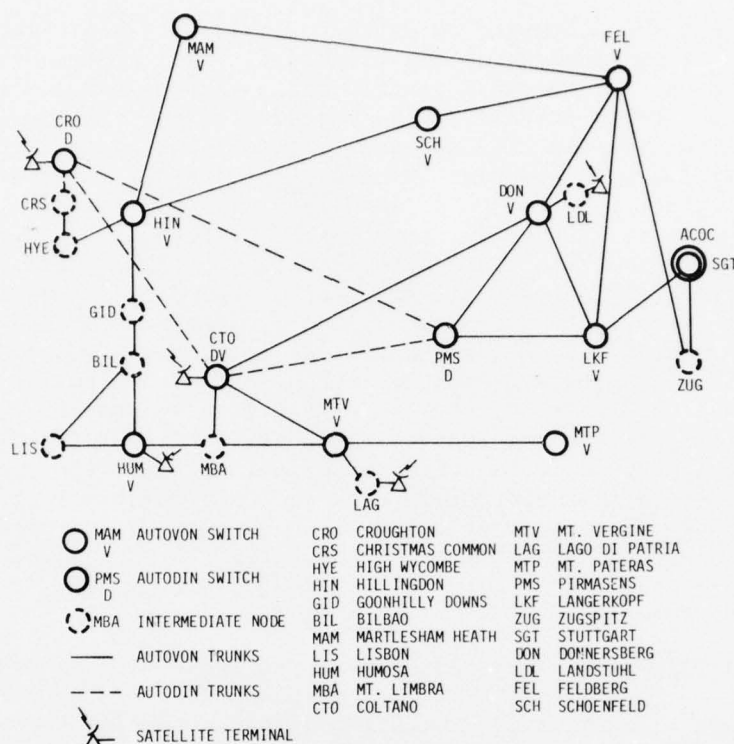 MAM
V
FEL
V
CRO
D
SCH
V
CRS
DON
V
LDL
HYE
HIN
V
ACOC
SGT
GID
BIL
CTO
DV
PMS
D
LKF
V
ZUG
MTV
V
MTP
V
LIS
HUM
V
MBA
LAG
MAM
V
AUTOVON SWITCH
PMS
D
AUTODIN SWITCH
MBA INTERMEDIATE NODE
AUTOVON TRUNKS
AUTODIN TRUNKS
SATELLITE TERMINAL
CRO CROUGHTON
CRS CHRISTMAS COMMON
HYE HIGH WYCOMBE
HIN HILLINGDON
GID GOONHILLY DOWNS
BIL BILBAO
MAM MARTLESHAM HEATH
LIS LISBON
HUM HUMOSA
MBA MT. LIMBRA
CTO COLTANO
MTV MT. VERGINE
LAG LAGO DI PATRIA
MTP MT. PATERAS
PMS PIRMASENS
LKF LANGERKOPF
ZUG ZUGSPITZ
SGT STUTTGART
DON DONNERSBERG
LDL LANDSTUHL
FEL FELDBERG
SCH SCHOENFELD